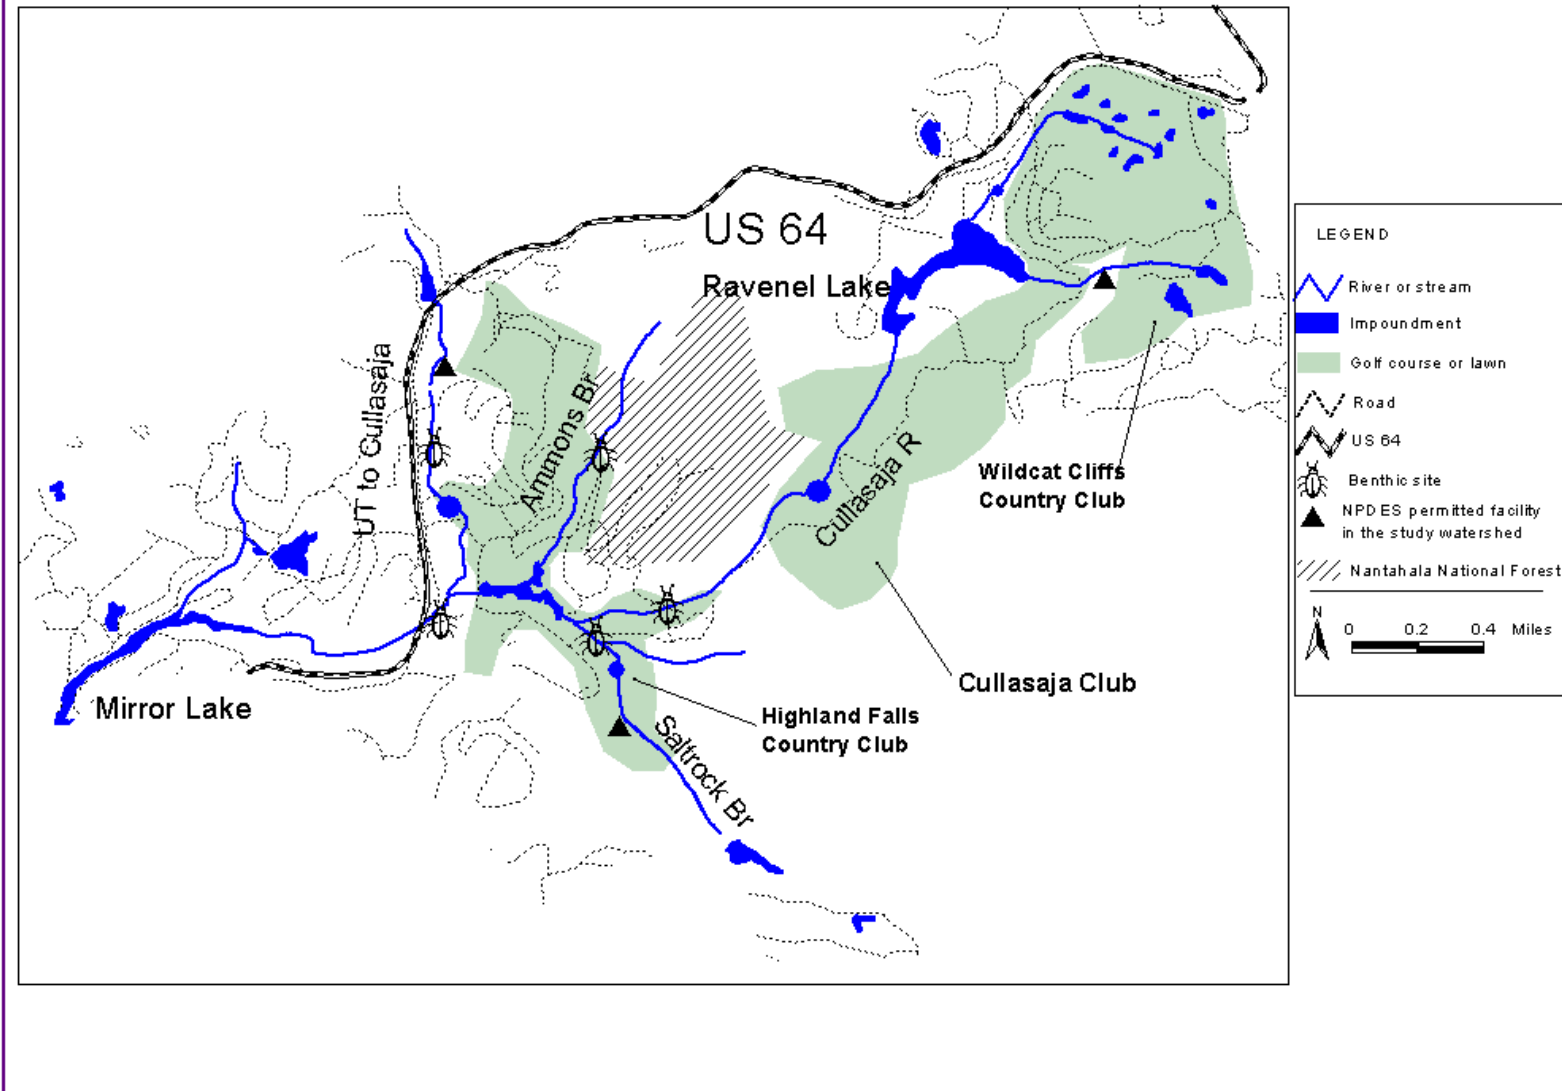 US 64
Ravenel Lake
UT to Cullasaja
Ammons Br
Cullasaja R
Wildcat Cliffs
Country Club
Cullasaja Club
Mirror Lake
Highland Falls
Country Club
Saltrock Br
LEGEND
River or stream
Impoundment
Golf course or lawn
Road
US 64
Benthic site
NPDES permitted facility
in the study watershed
Nantahala National Forest
N
0 0.2 0.4 Miles